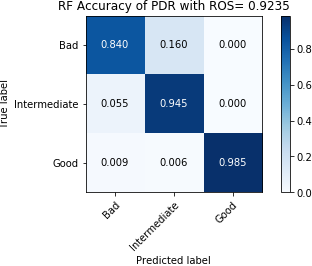 RF Accuracy of PDR with ROS= 0.9235
True label
Bad
Intermediate
Good
0.840 0.160 0.000
0.055 0.945 0.000
0.009 0.006 0.985
Bad
Intermediate
Good
Predicted label
0.8
0.6
0.4
0.2
0.0